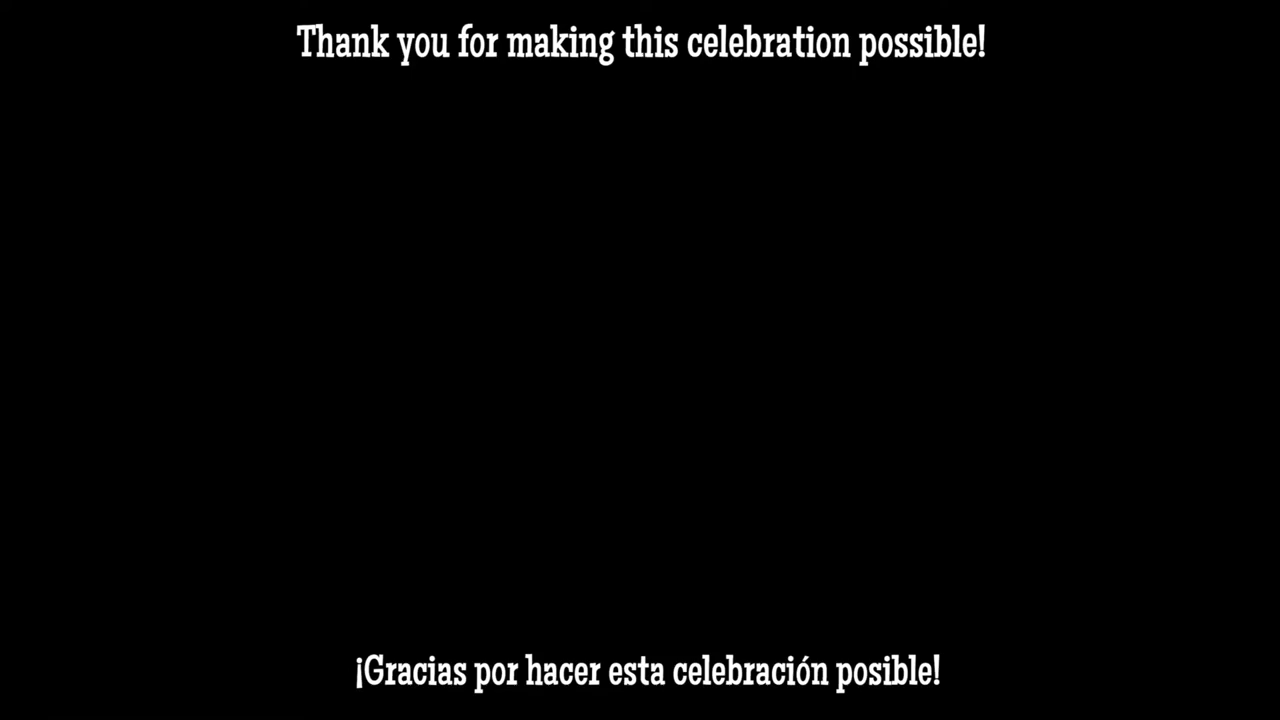 Thank you for making this celebration possible!
¡Gracias por hacer esta celebración posible!